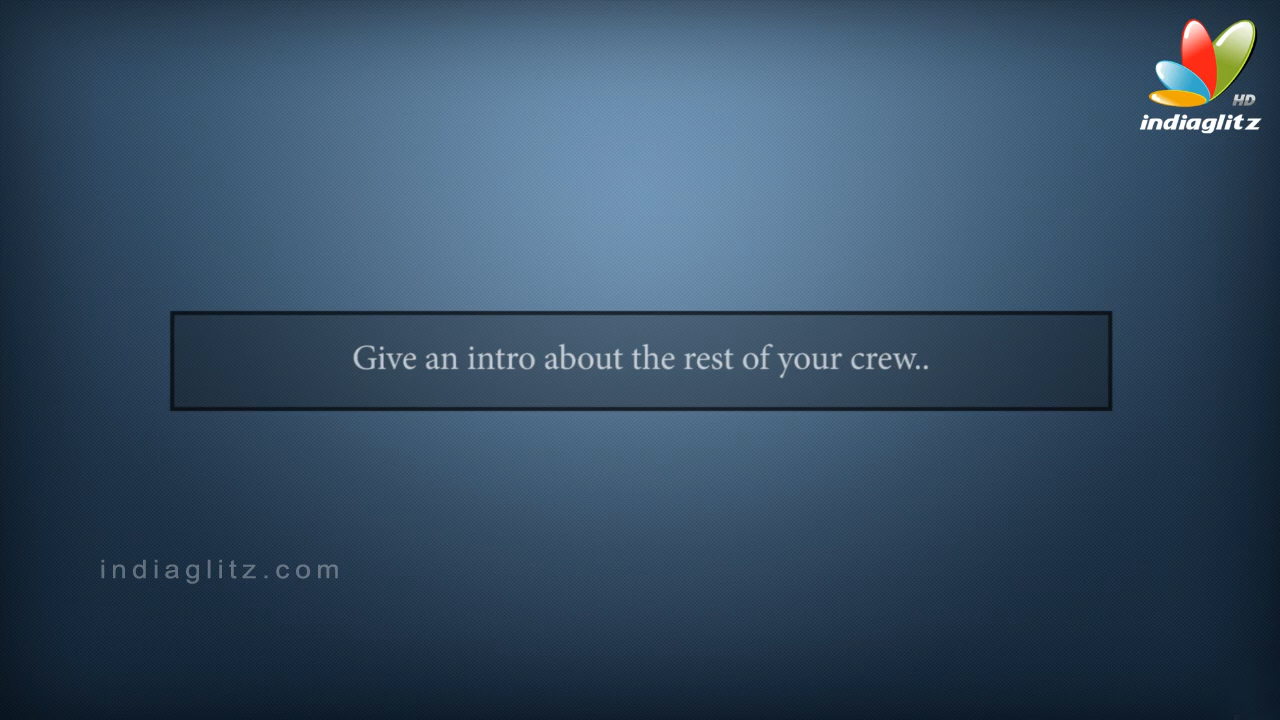 HD
indiaglitz
Give an intro about the rest of your crew..
indiaglitz.com